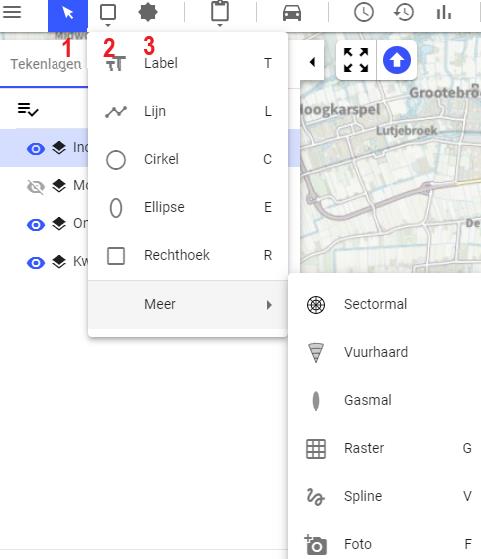 1 2 3
Tekenlagen
Label T
Lijn L
Cirkel C
Ellipse E
Rechthoek R
Meer
Sectormal
Vuurhaard
Gasmal
Raster G
Spline V
Foto F
Inc
Mo
On
Kw
Grootebro
Hoogkarspel
Lutjebroek
De